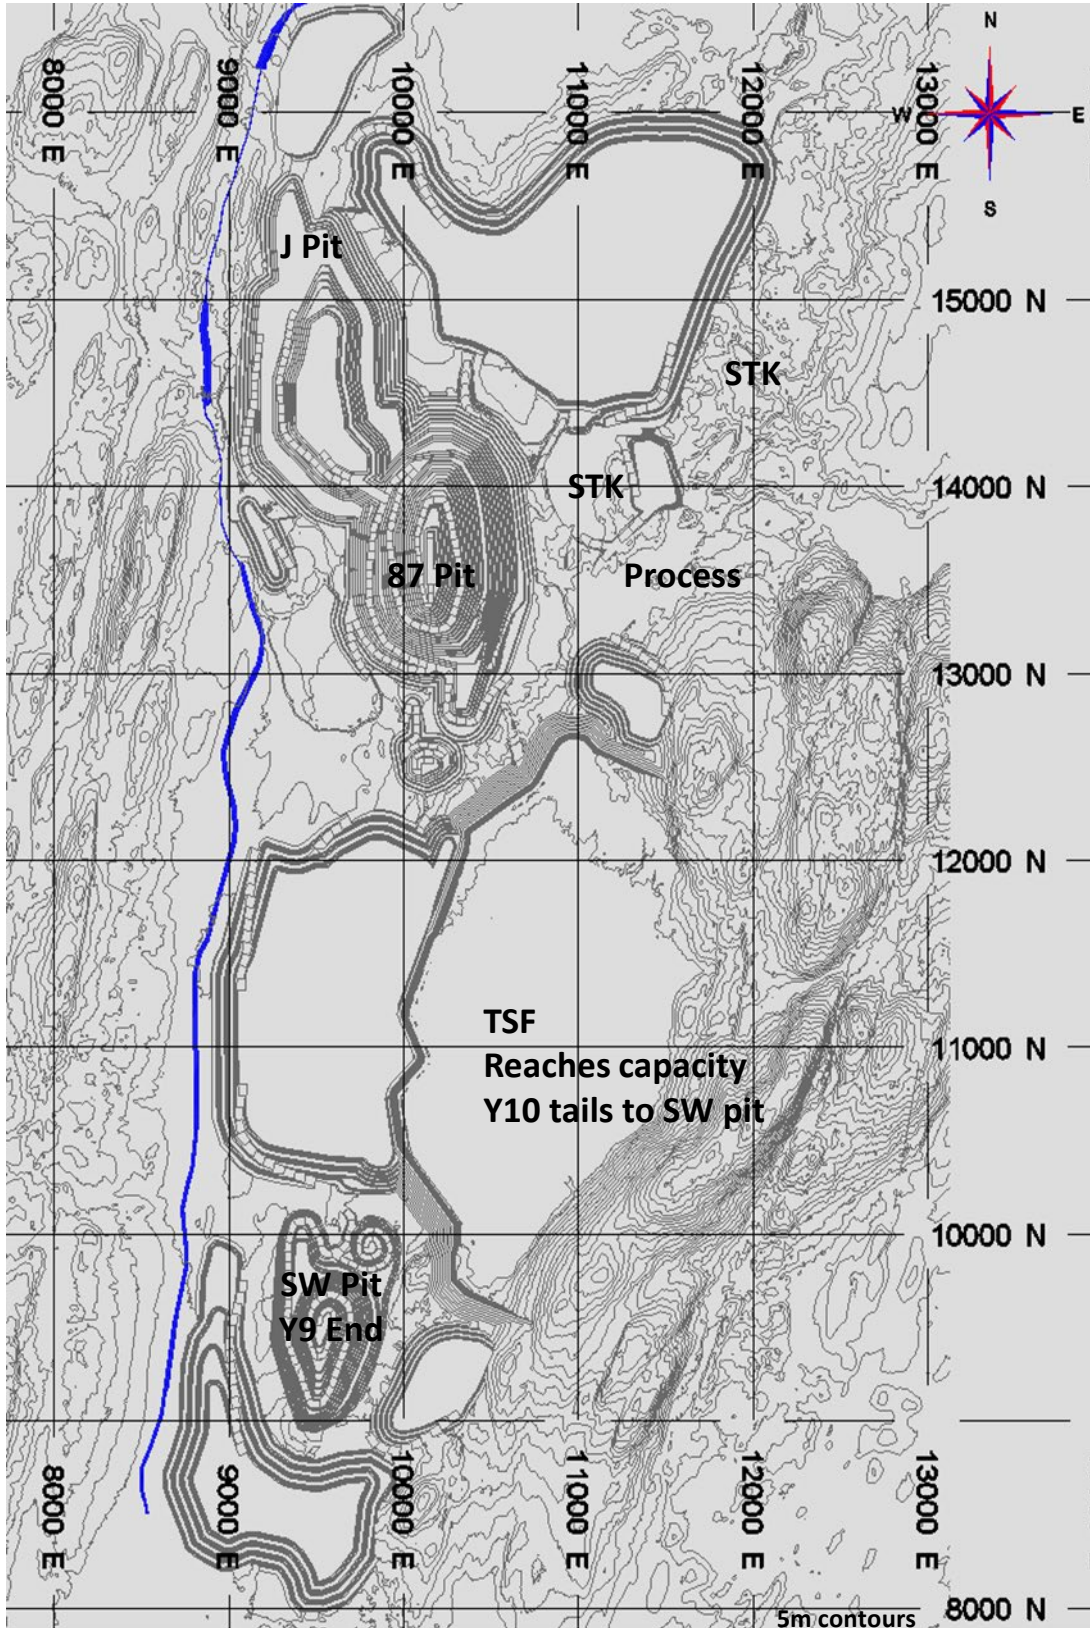 N
8000 E
9000 E
10000 E
11000 E
12000 E
13000 E
W
E
S
J Pit
15000 N
STK
STK
14000 N
87 Pit
Process
13000 N
12000 N
TSF
Reaches capacity
Y10 tails to SW pit
11000 N
10000 N
SW Pit
Y9 End
8000 E
9000 E
10000 E
11000 E
12000 E
13000 E
8000 N
5m contours